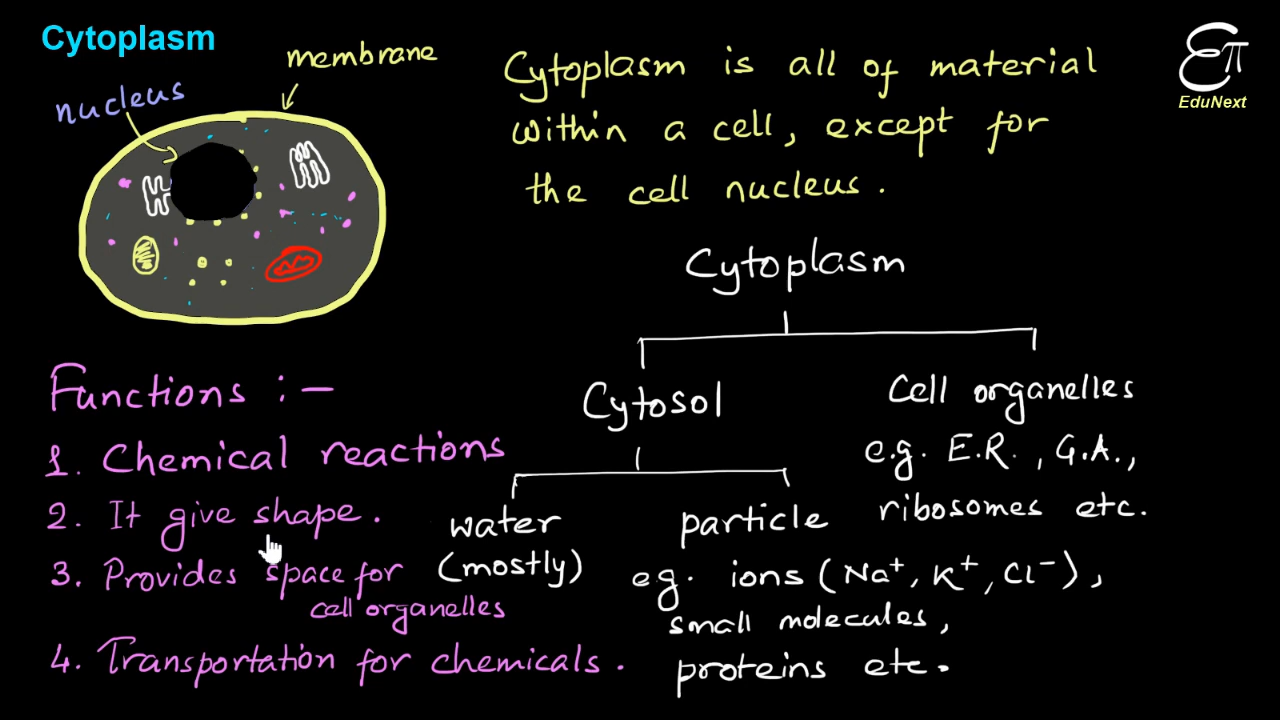 Cytoplasm
nucleus
membrane
Cytoplasm is all of material
within a cell, except for
the cell nucleus.
επ
EduNext
Cytoplasm
Cytosol
Cell organelles
e.g. E.R., G.A.,
ribosomes etc.
water
(mostly)
particle
eg. ions (Na⁺, K⁺, Cl⁻),
small molecules,
proteins etc.
Functions :-
1. Chemical reactions
2. It give shape.
3. Provides space for
cell organelles
4. Transportation for chemicals.